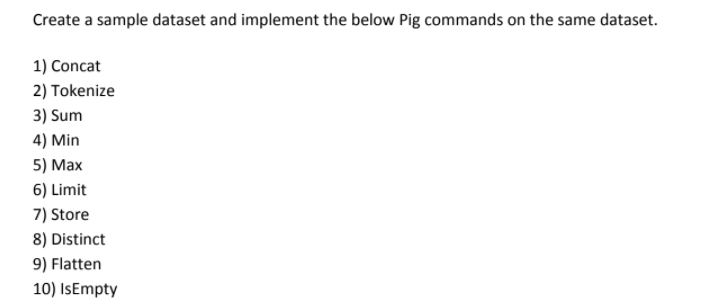 Create a sample dataset and implement the below Pig commands on the same dataset.
1) Concat
2) Tokenize
3) Sum
4) Min
5) Max
6) Limit
7) Store
8) Distinct
9) Flatten
10) IsEmpty